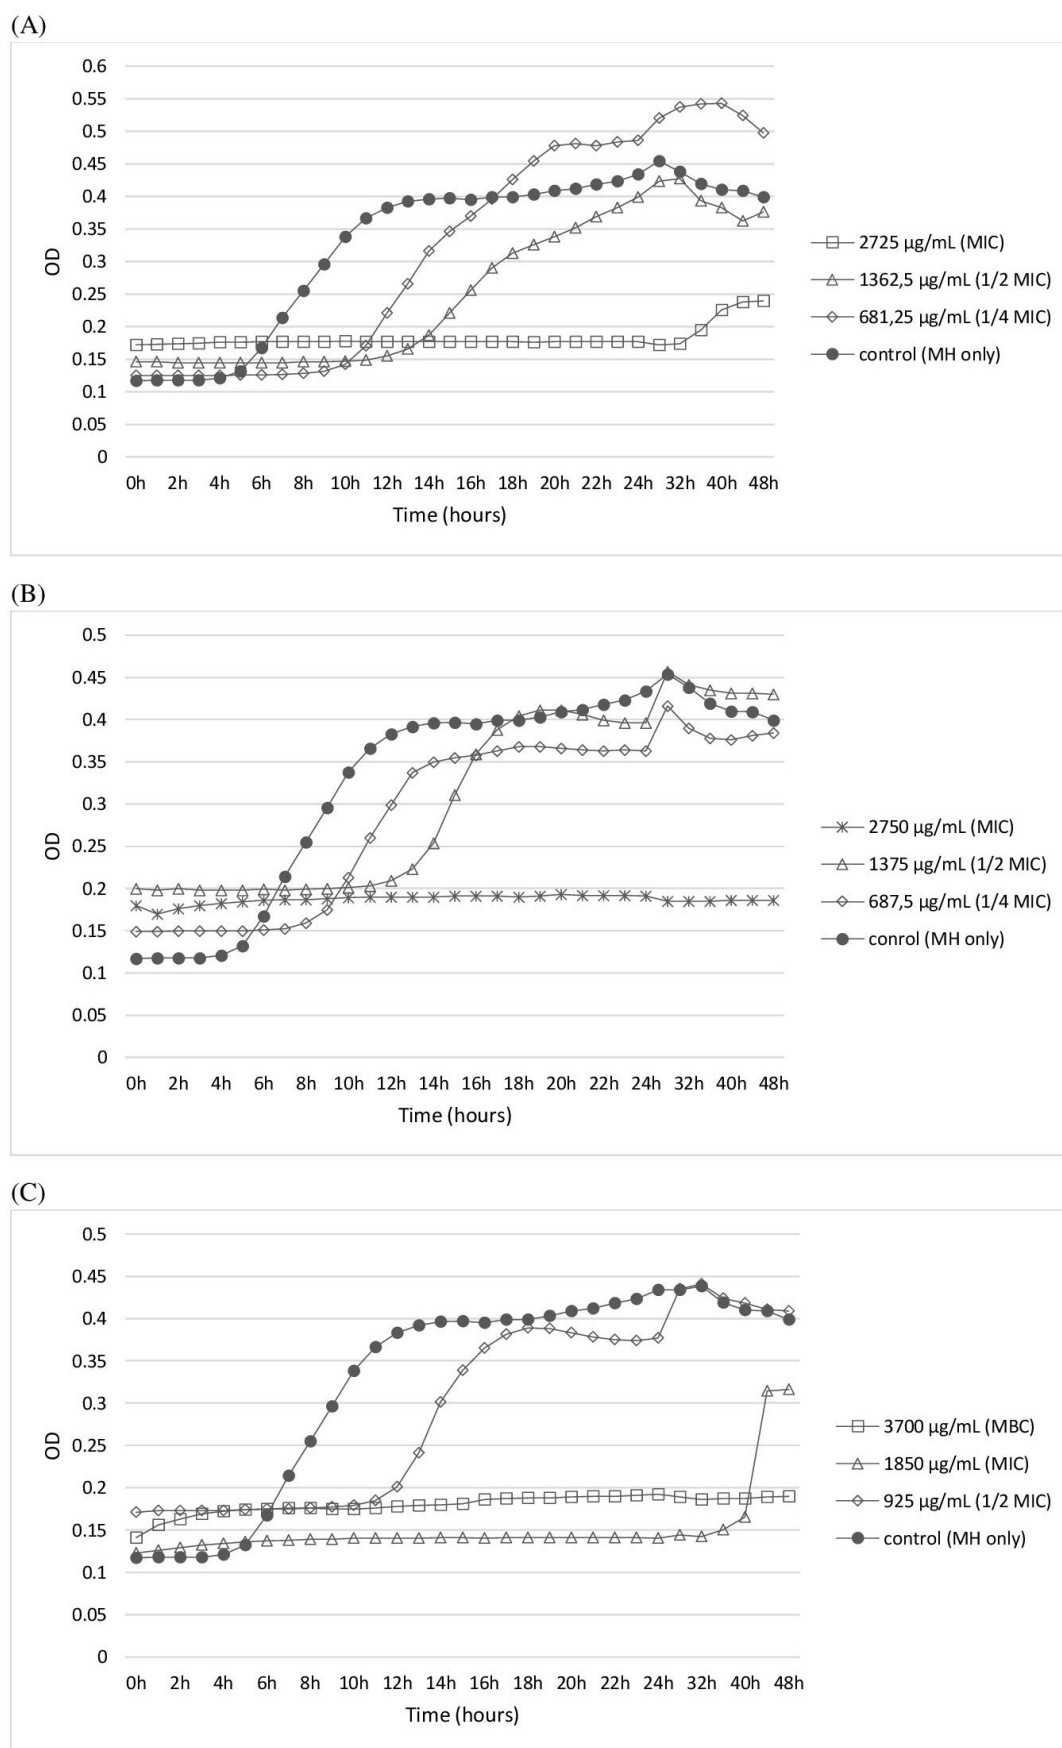 (A)
0.6
0.55
0.5
0.45
0.4
0.35
0.3
0.25
0.2
0.15
0.1
0.05
0
OD
0h 2h 4h 6h 8h 10h 12h 14h 16h 18h 20h 22h 24h 32h 40h 48h
Time (hours)
2725 µg/mL (MIC)
1362,5 µg/mL (1/2 MIC)
681,25 µg/mL (1/4 MIC)
control (MH only)
(B)
0.5
0.45
0.4
0.35
0.3
0.25
0.2
0.15
0.1
0.05
0
OD
0h 2h 4h 6h 8h 10h 12h 14h 16h 18h 20h 22h 24h 32h 40h 48h
Time (hours)
2750 µg/mL (MIC)
1375 µg/mL (1/2 MIC)
687,5 µg/mL (1/4 MIC)
conrol (MH only)
(C)
0.5
0.45
0.4
0.35
0.3
0.25
0.2
0.15
0.1
0.05
0
OD
0h 2h 4h 6h 8h 10h 12h 14h 16h 18h 20h 22h 24h 32h 40h 48h
Time (hours)
3700 µg/mL (MBC)
1850 µg/mL (MIC)
925 µg/mL (1/2 MIC)
control (MH only)